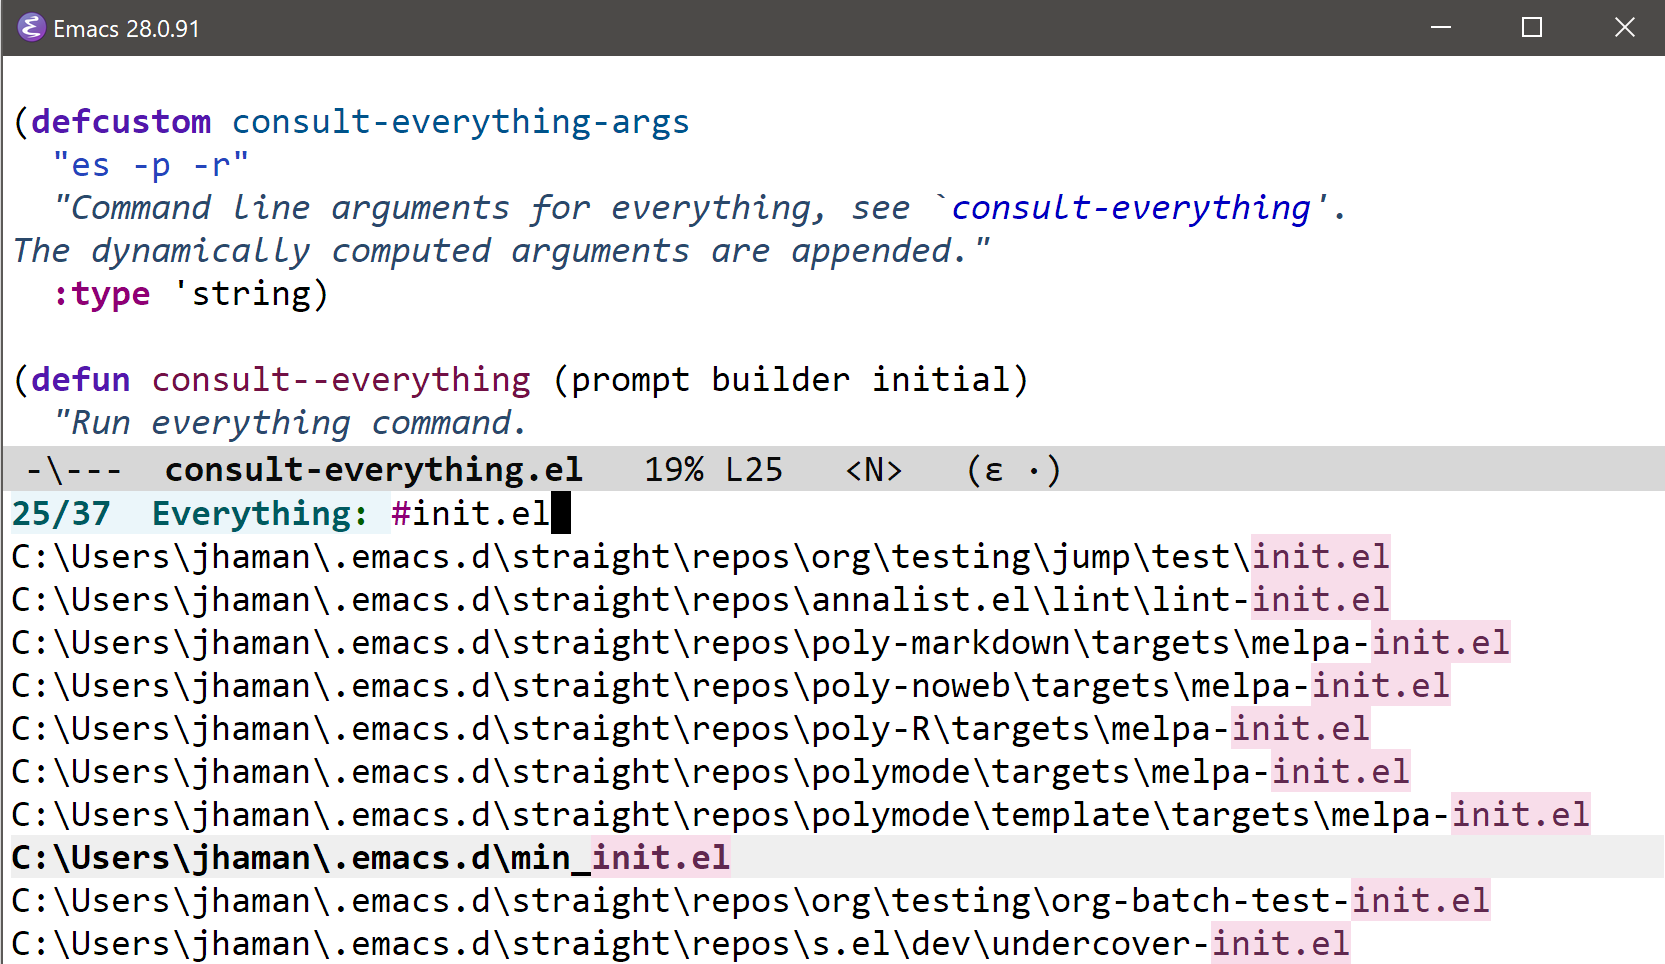 Emacs 28.0.91
(defcustom consult-everything-args
  "es -p -r"
  "Command line arguments for everything, see `consult-everything'.
The dynamically computed arguments are appended."
  :type 'string)
(defun consult--everything (prompt builder initial)
  "Run everything command.
-\---  consult-everything.el   19% L25   <N>   (ε ·)
25/37  Everything: #init.el
C:\Users\jhaman\.emacs.d\straight\repos\org\testing\jump\test\init.el
C:\Users\jhaman\.emacs.d\straight\repos\annalist.el\lint\lint-init.el
C:\Users\jhaman\.emacs.d\straight\repos\poly-markdown\targets\melpa-init.el
C:\Users\jhaman\.emacs.d\straight\repos\poly-noweb\targets\melpa-init.el
C:\Users\jhaman\.emacs.d\straight\repos\poly-R\targets\melpa-init.el
C:\Users\jhaman\.emacs.d\straight\repos\polymode\targets\melpa-init.el
C:\Users\jhaman\.emacs.d\straight\repos\polymode\template\targets\melpa-init.el
C:\Users\jhaman\.emacs.d\min_init.el
C:\Users\jhaman\.emacs.d\straight\repos\org\testing\org-batch-test-init.el
C:\Users\jhaman\.emacs.d\straight\repos\s.el\dev\undercover-init.el